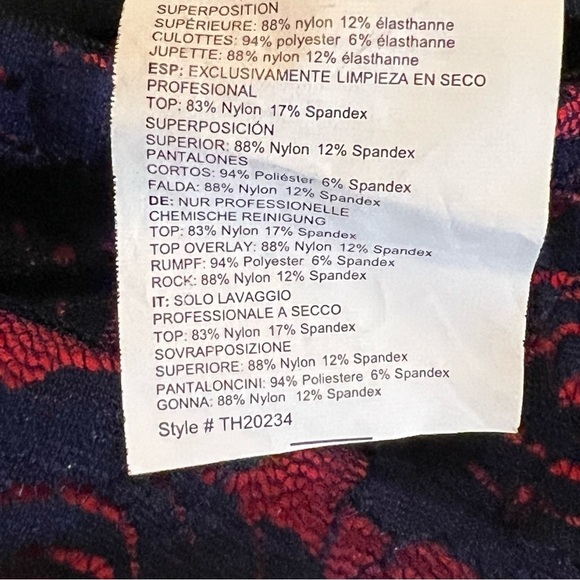 SUPERPOSITION
SUPÉRIEURE: 88% nylon 12% élasthanne
CULOTTES: 94% polyester 6% élasthanne
JUPETTE: 88% nylon 12% élasthanne
ESP: EXCLUSIVAMENTE LIMPIEZA EN SECO
PROFESIONAL
TOP: 83% Nylon 17% Spandex
SUPERPOSICIÓN
SUPERIOR: 88% Nylon 12% Spandex
PANTALONES
CORTOS: 94% Poliéster 6% Spandex
FALDA: 88% Nylon 12% Spandex
DE: NUR PROFESSIONELLE
CHEMISCHE REINIGUNG
TOP: 83% Nylon 17% Spandex
TOP OVERLAY: 88% Nylon 12% Spandex
RUMPF: 94% Polyester 6% Spandex
ROCK: 88% Nylon 12% Spandex
IT: SOLO LAVAGGIO
PROFESSIONALE A SECCO
TOP: 83% Nylon 17% Spandex
SOVRAPPOSIZIONE
SUPERIORE: 88% Nylon 12% Spandex
PANTALONCINI: 94% Poliestere 6% Spandex
GONNA: 88% Nylon 12% Spandex
Style # TH20234